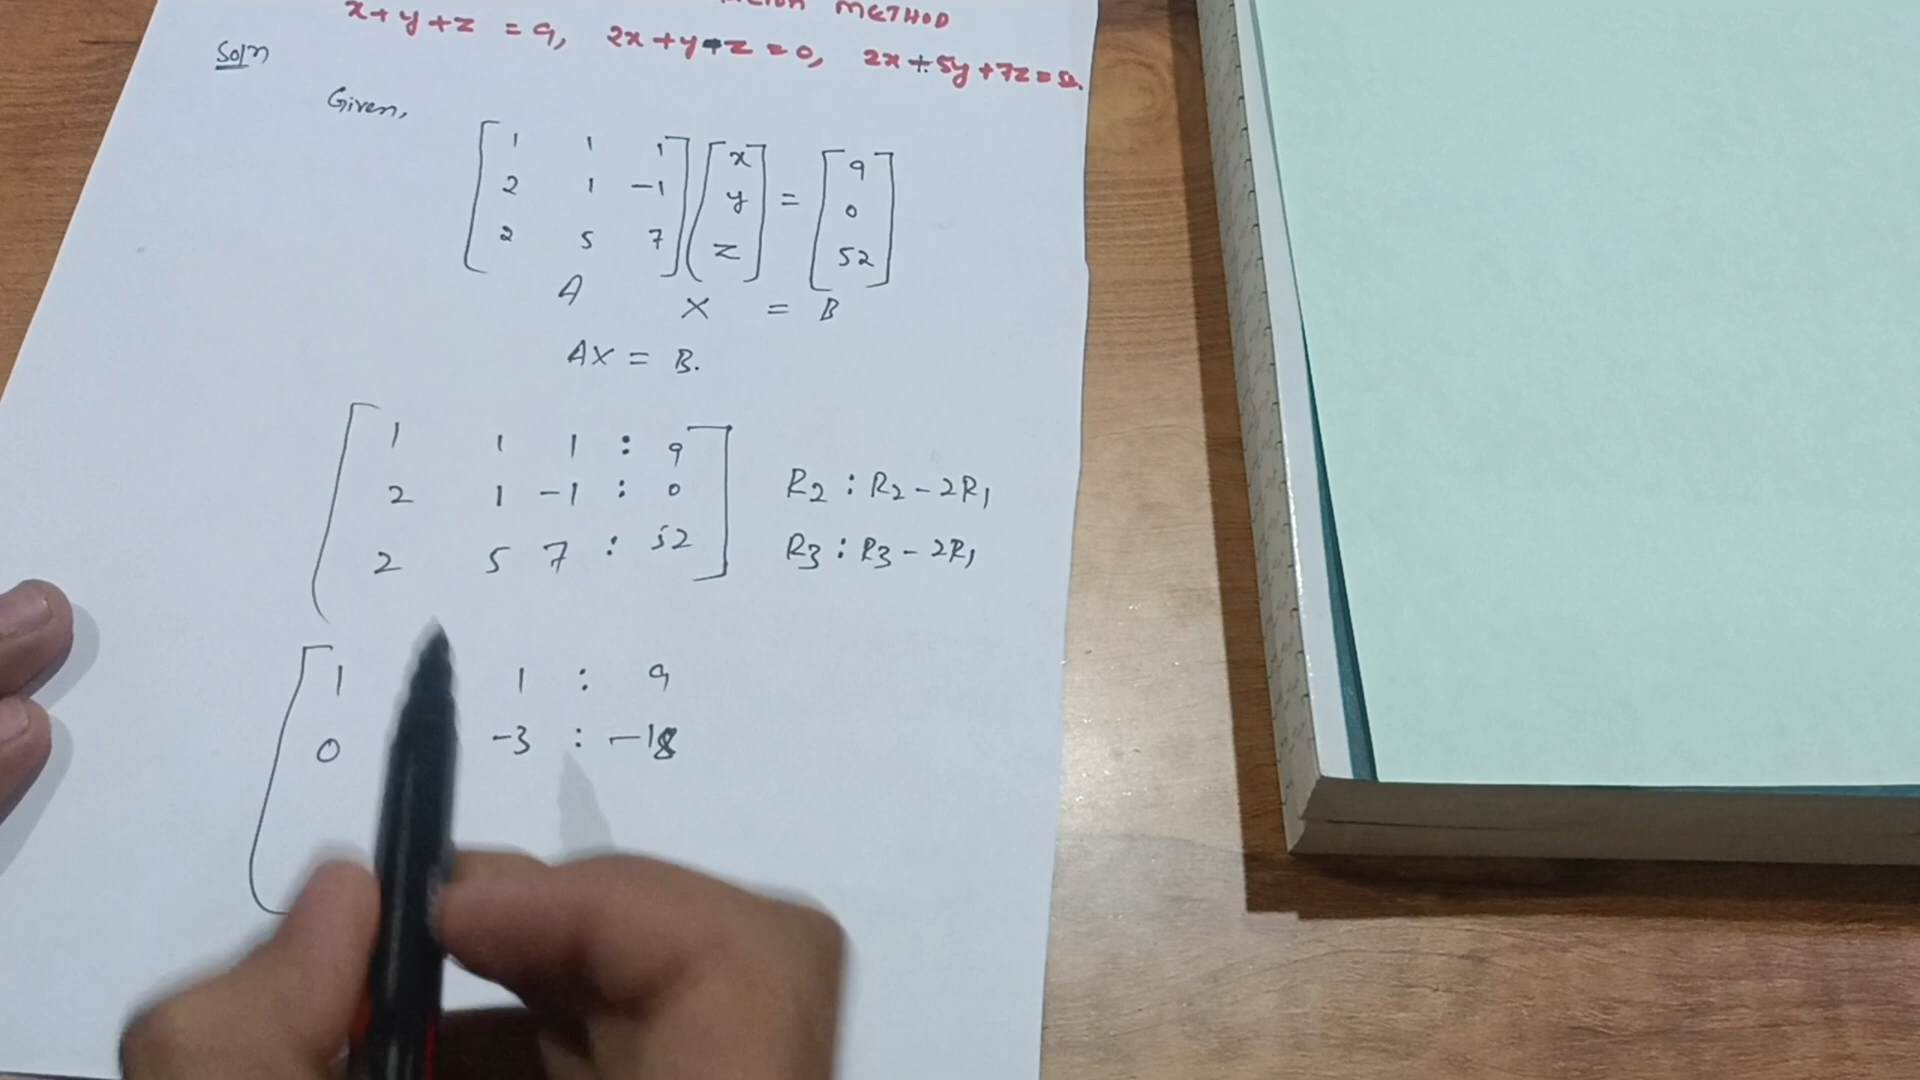 METHOD
x+y+z = 9, 2x+y-z=0, 2x+5y+7z=52.
Soln
Given,
[1 1 1] [x] = [9]
[2 1 -1] [y] [0]
[2 5 7] [z] [52]
A X = B
AX = B.
[1 1 1 : 9]
[2 1 -1 : 0] R2 : R2 - 2R1
[2 5 7 : 52] R3 : R3 - 2R1
[1 1 : 9
0 -3 : -18